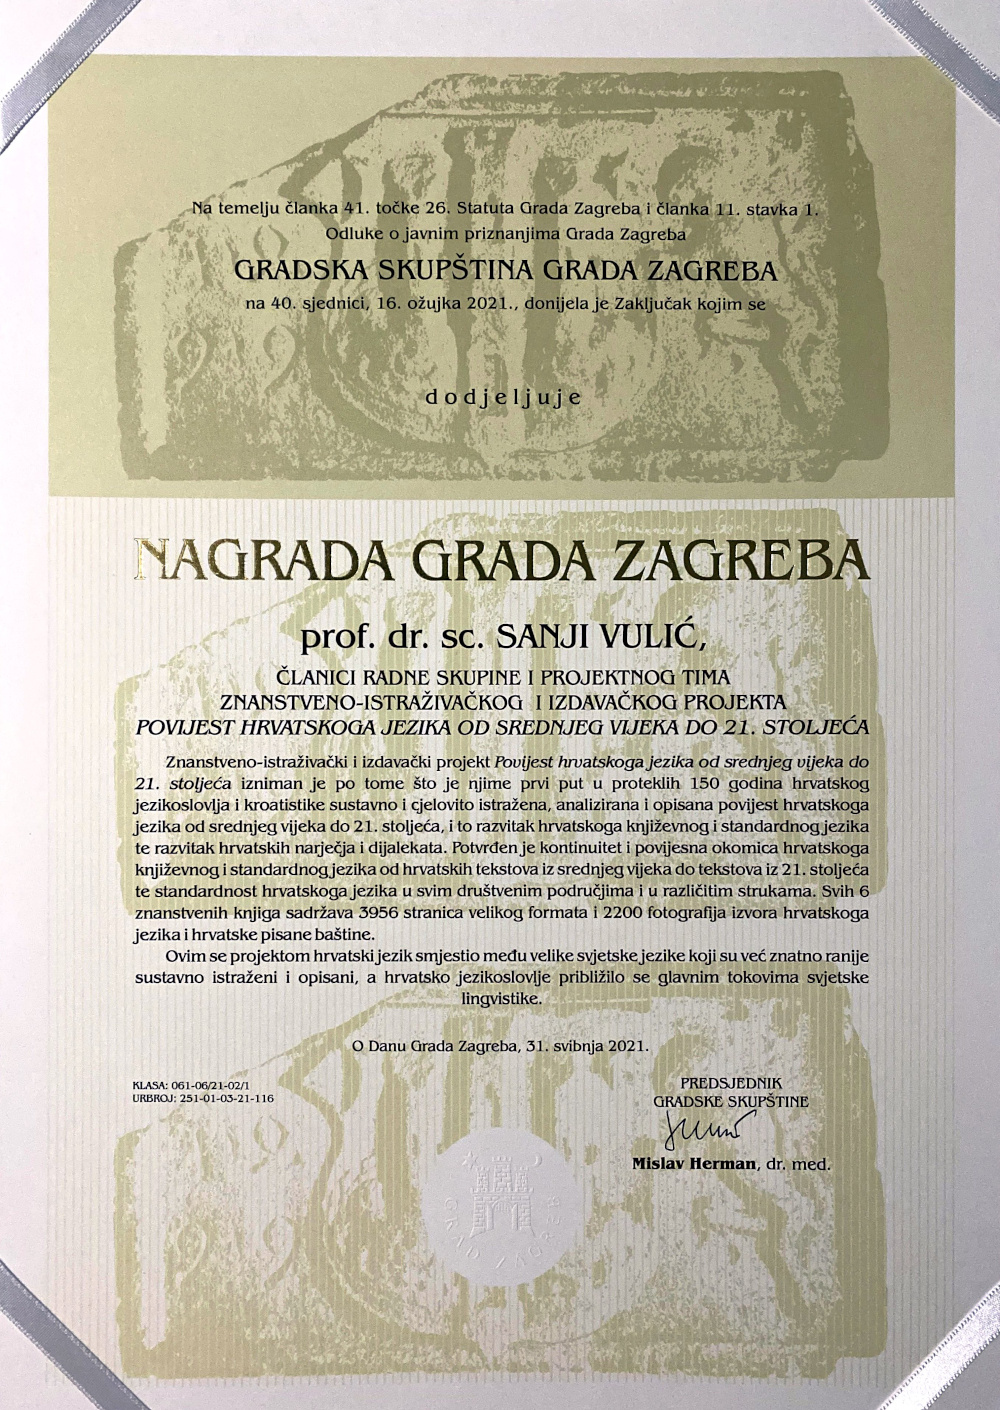 Na temelju članka 41. točke 26. Statuta Grada Zagreba i članka 11. stavka 1.
Odluke o javnim priznanjima Grada Zagreba
GRADSKA SKUPŠTINA GRADA ZAGREBA
na 40. sjednici, 16. ožujka 2021., donijela je Zaključak kojim se
dodjeljuje
NAGRADA GRADA ZAGREBA
prof. dr. sc. SANJI VULIĆ,
ČLANICI RADNE SKUPINE I PROJEKTNOG TIMA
ZNANSTVENO-ISTRAŽIVAČKOG I IZDAVAČKOG PROJEKTA
POVIJEST HRVATSKOGA JEZIKA OD SREDNJEG VIJEKA DO 21. STOLJEĆA
Znanstveno-istraživački i izdavački projekt Povijest hrvatskoga jezika od srednjeg vijeka do
21. stoljeća izniman je po tome što je njime prvi put u proteklih 150 godina hrvatskog
jezikoslovlja i kroatistike sustavno i cjelovito istražena, analizirana i opisana povijest hrvatskoga
jezika od srednjeg vijeka do 21. stoljeća, i to razvitak hrvatskoga književnog i standardnog jezika
te razvitak hrvatskih narječja i dijalekata. Potvrđen je kontinuitet i povijesna okomica hrvatskoga
književnog i standardnog jezika od hrvatskih tekstova iz srednjeg vijeka do tekstova iz 21. stoljeća
te standardnost hrvatskoga jezika u svim društvenim područjima i u različitim strukama. Svih 6
znanstvenih knjiga sadržava 3956 stranica velikog formata i 2200 fotografija izvora hrvatskoga
jezika i hrvatske pisane baštine.
Ovim se projektom hrvatski jezik smjestio među velike svjetske jezike koji su već znatno ranije
sustavno istraženi i opisani, a hrvatsko jezikoslovlje približilo se glavnim tokovima svjetske
lingvistike.
O Danu Grada Zagreba, 31. svibnja 2021.
KLASA: 061-06/21-02/1
URBROJ: 251-01-03-21-116
PREDSJEDNIK
GRADSKE SKUPŠTINE
Mislav Herman, dr. med.
GRAD ZAGREB